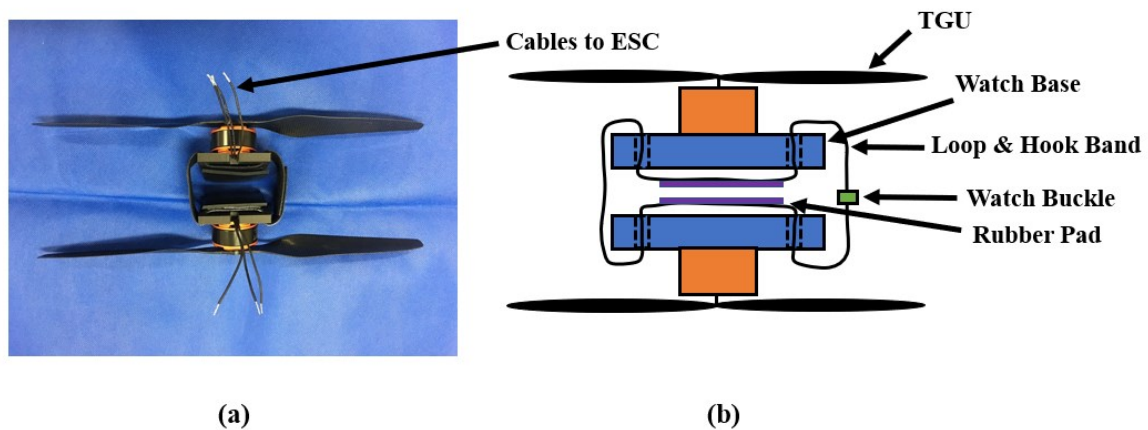 Cables to ESC
TGU
Watch Base
Loop & Hook Band
Watch Buckle
Rubber Pad
(a)
(b)